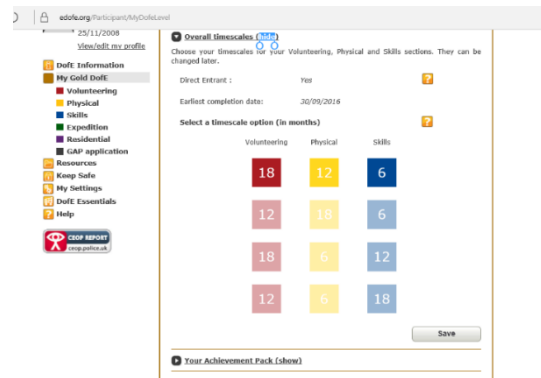 edofe.org/Participant/MyDofeLevel
25/11/2008
View/edit my profile
DofE Information
My Gold DofE
Volunteering
Physical
Skills
Expedition
Residential
GAP application
Resources
Keep Safe
My Settings
DofE Essentials
Help
CEOP REPORT
ceop.police.uk
Overall timescales (hide)
Choose your timescales for your Volunteering, Physical and Skills sections. They can be
changed later.
Direct Entrant : Yes ?
Earliest completion date: 30/09/2016
Select a timescale option (in months) ?
Volunteering Physical Skills
18 12 6
12 18 6
18 6 12
12 6 18
Save
Your Achievement Pack (show)